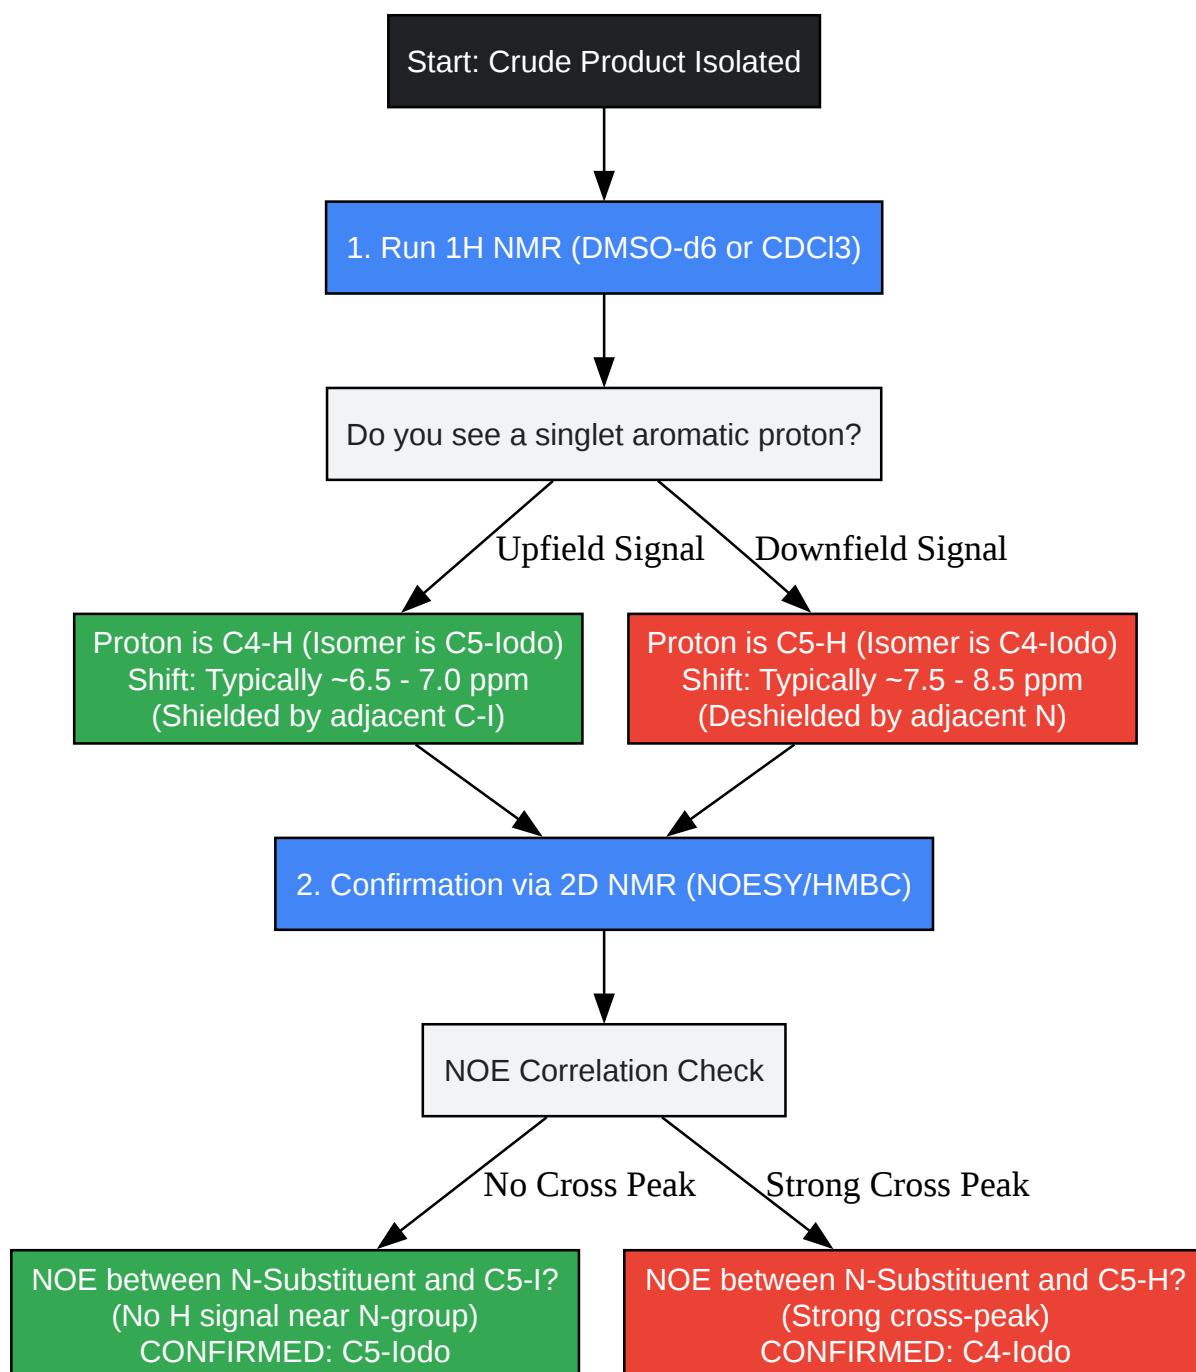 Start: Crude Product Isolated
1. Run 1H NMR (DMSO-d6 or CDCl3)
Do you see a singlet aromatic proton?
Upfield Signal
Downfield Signal
Proton is C4-H (Isomer is C5-Iodo)
Shift: Typically ~6.5 - 7.0 ppm
(Shielded by adjacent C-I)
Proton is C5-H (Isomer is C4-Iodo)
Shift: Typically ~7.5 - 8.5 ppm
(Deshielded by adjacent N)
2. Confirmation via 2D NMR (NOESY/HMBC)
NOE Correlation Check
No Cross Peak
Strong Cross Peak
NOE between N-Substituent and C5-I?
(No H signal near N-group)
CONFIRMED: C5-Iodo
NOE between N-Substituent and C5-H?
(Strong cross-peak)
CONFIRMED: C4-Iodo